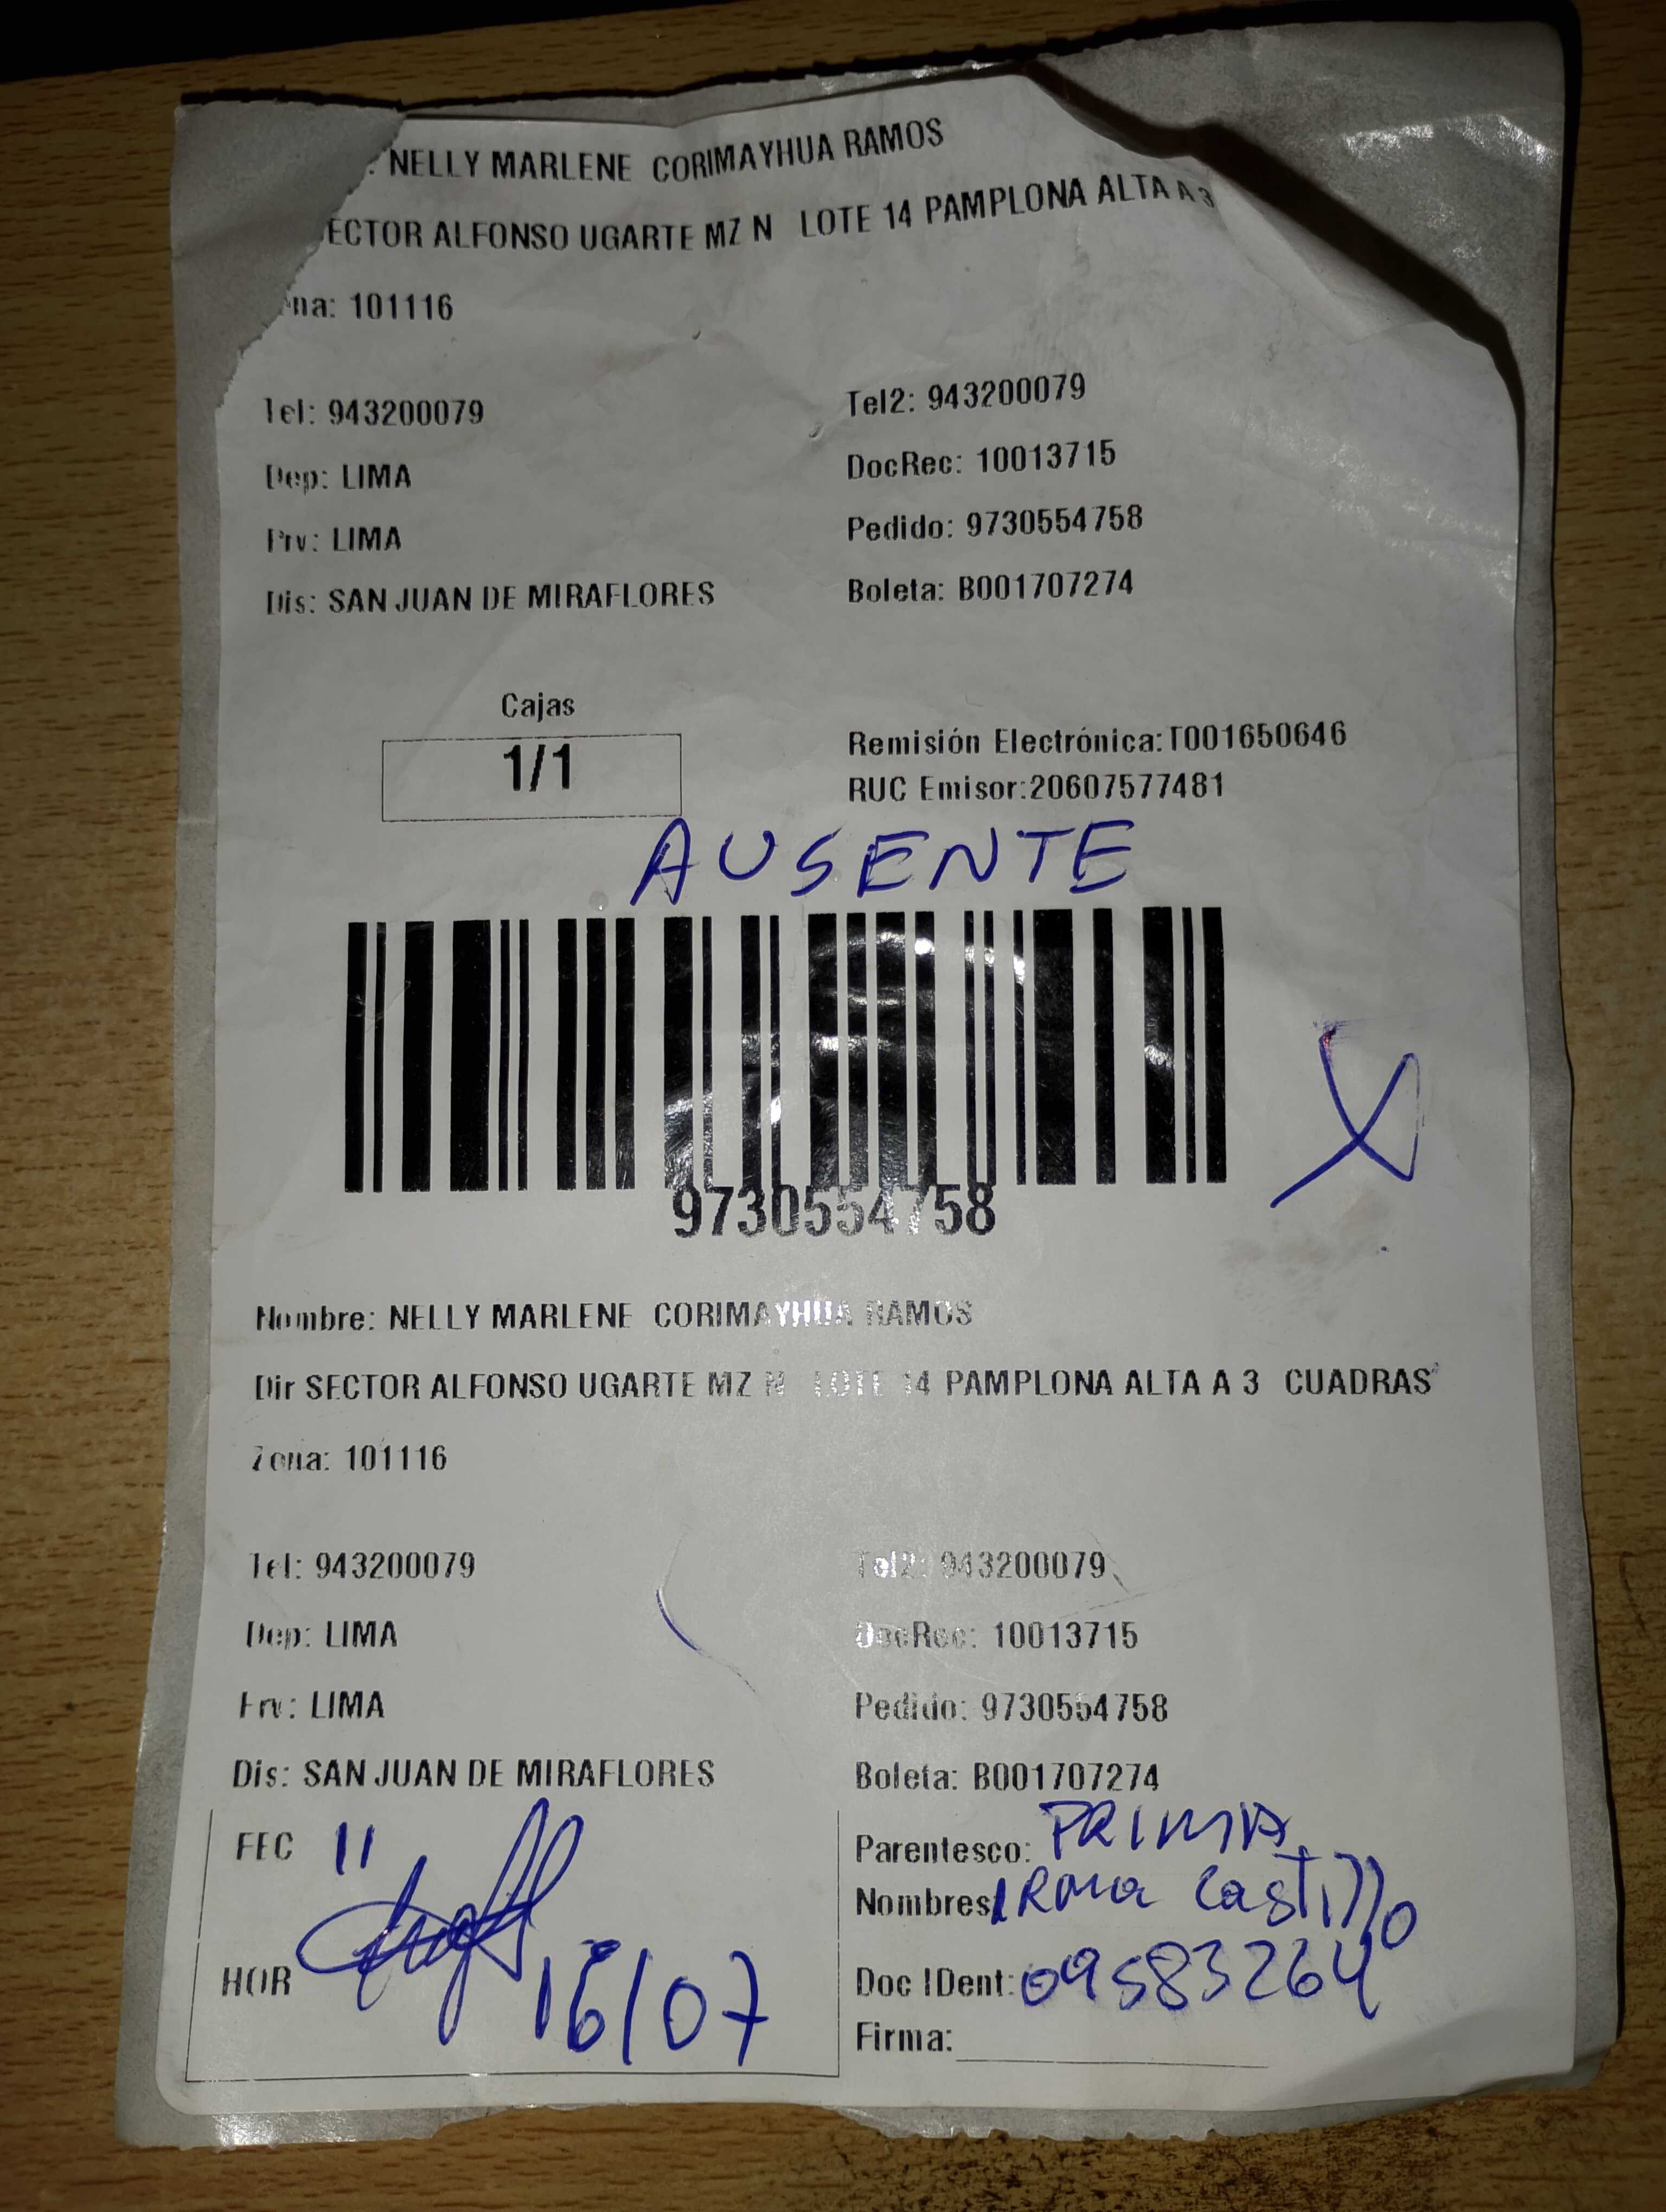 : NELLY MARLENE CORIMAYHUA RAMOS
ECTOR ALFONSO UGARTE MZ N LOTE 14 PAMPLONA ALTA A 3
na: 101116
Tel: 943200079 Tel2: 943200079
Dep: LIMA DocRec: 10013715
Prv: LIMA Pedido: 9730554758
Dis: SAN JUAN DE MIRAFLORES Boleta: B001707274
Cajas
1/1
Remisión Electrónica:T001650646
RUC Emisor:20607577481
AUSENTE
9730554758
Nombre: NELLY MARLENE CORIMAYHUA RAMOS
Dir SECTOR ALFONSO UGARTE MZ N LOTE 14 PAMPLONA ALTA A 3 CUADRAS
Zona: 101116
Tel: 943200079 Tel2: 943200079
Dep: LIMA DocRec: 10013715
Prv: LIMA Pedido: 9730554758
Dis: SAN JUAN DE MIRAFLORES Boleta: B001707274
FEC 11 Parentesco: PRIMA
Nombres Castillo
HOR 16/07 Doc IDent: 09583264
Firma: